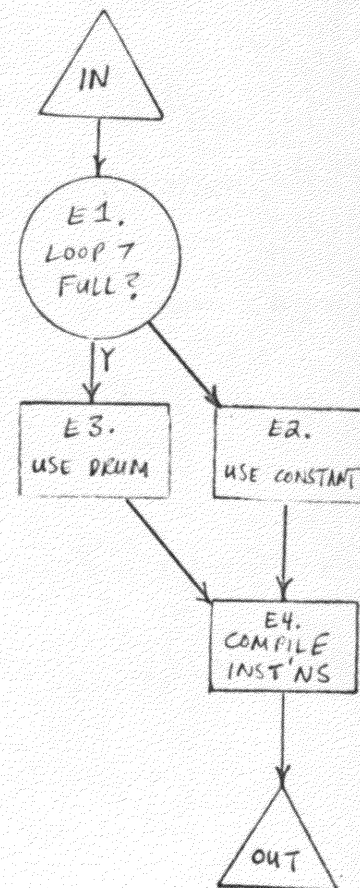 IN
E1.
LOOP 7
FULL?
Y
E3.
USE DRUM
E2.
USE CONSTANT
E4.
COMPILE
INST'NS
OUT